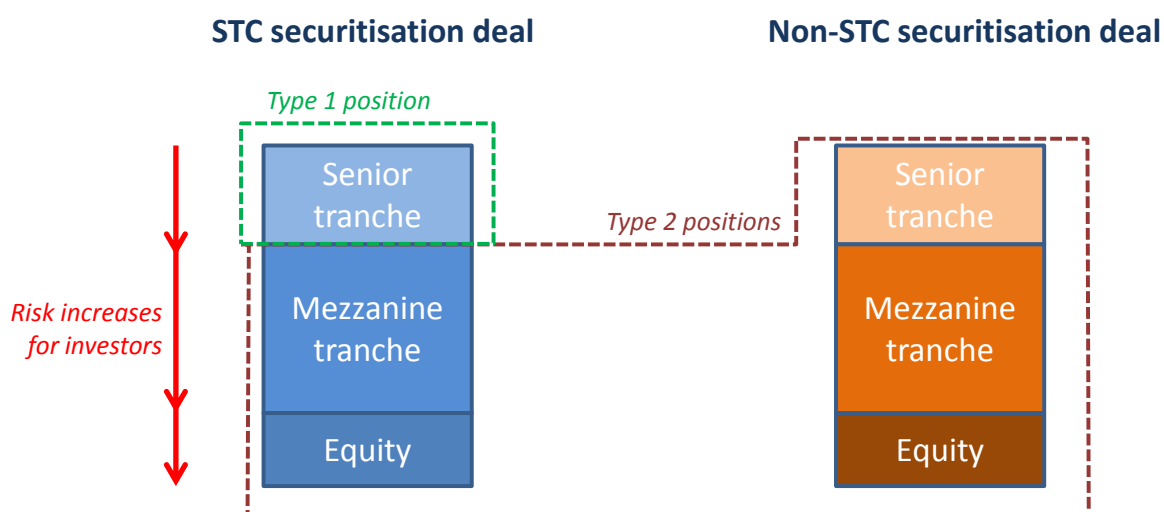 STC securitisation deal
Non-STC securitisation deal
Type 1 position
Senior
tranche
Senior
tranche
Type 2 positions
Risk increases
for investors
Mezzanine
tranche
Mezzanine
tranche
Equity
Equity